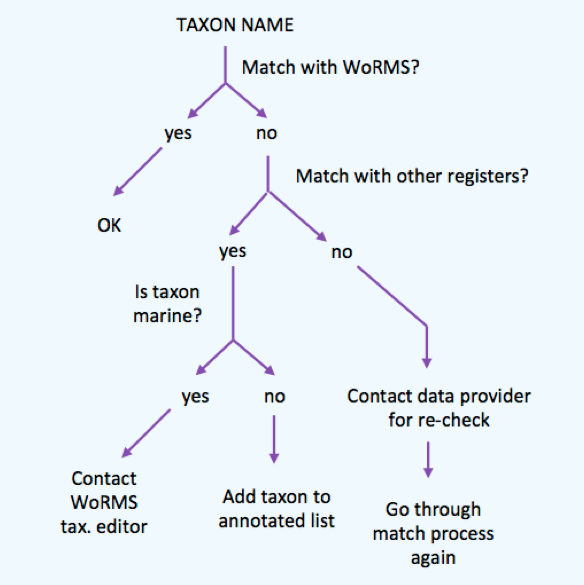 TAXON NAME
Match with WoRMS?
yes
no
OK
Match with other registers?
yes
no
Is taxon
marine?
yes
no
Contact data provider
for re-check
Contact
WoRMS
tax. editor
Add taxon to
annotated list
Go through
match process
again